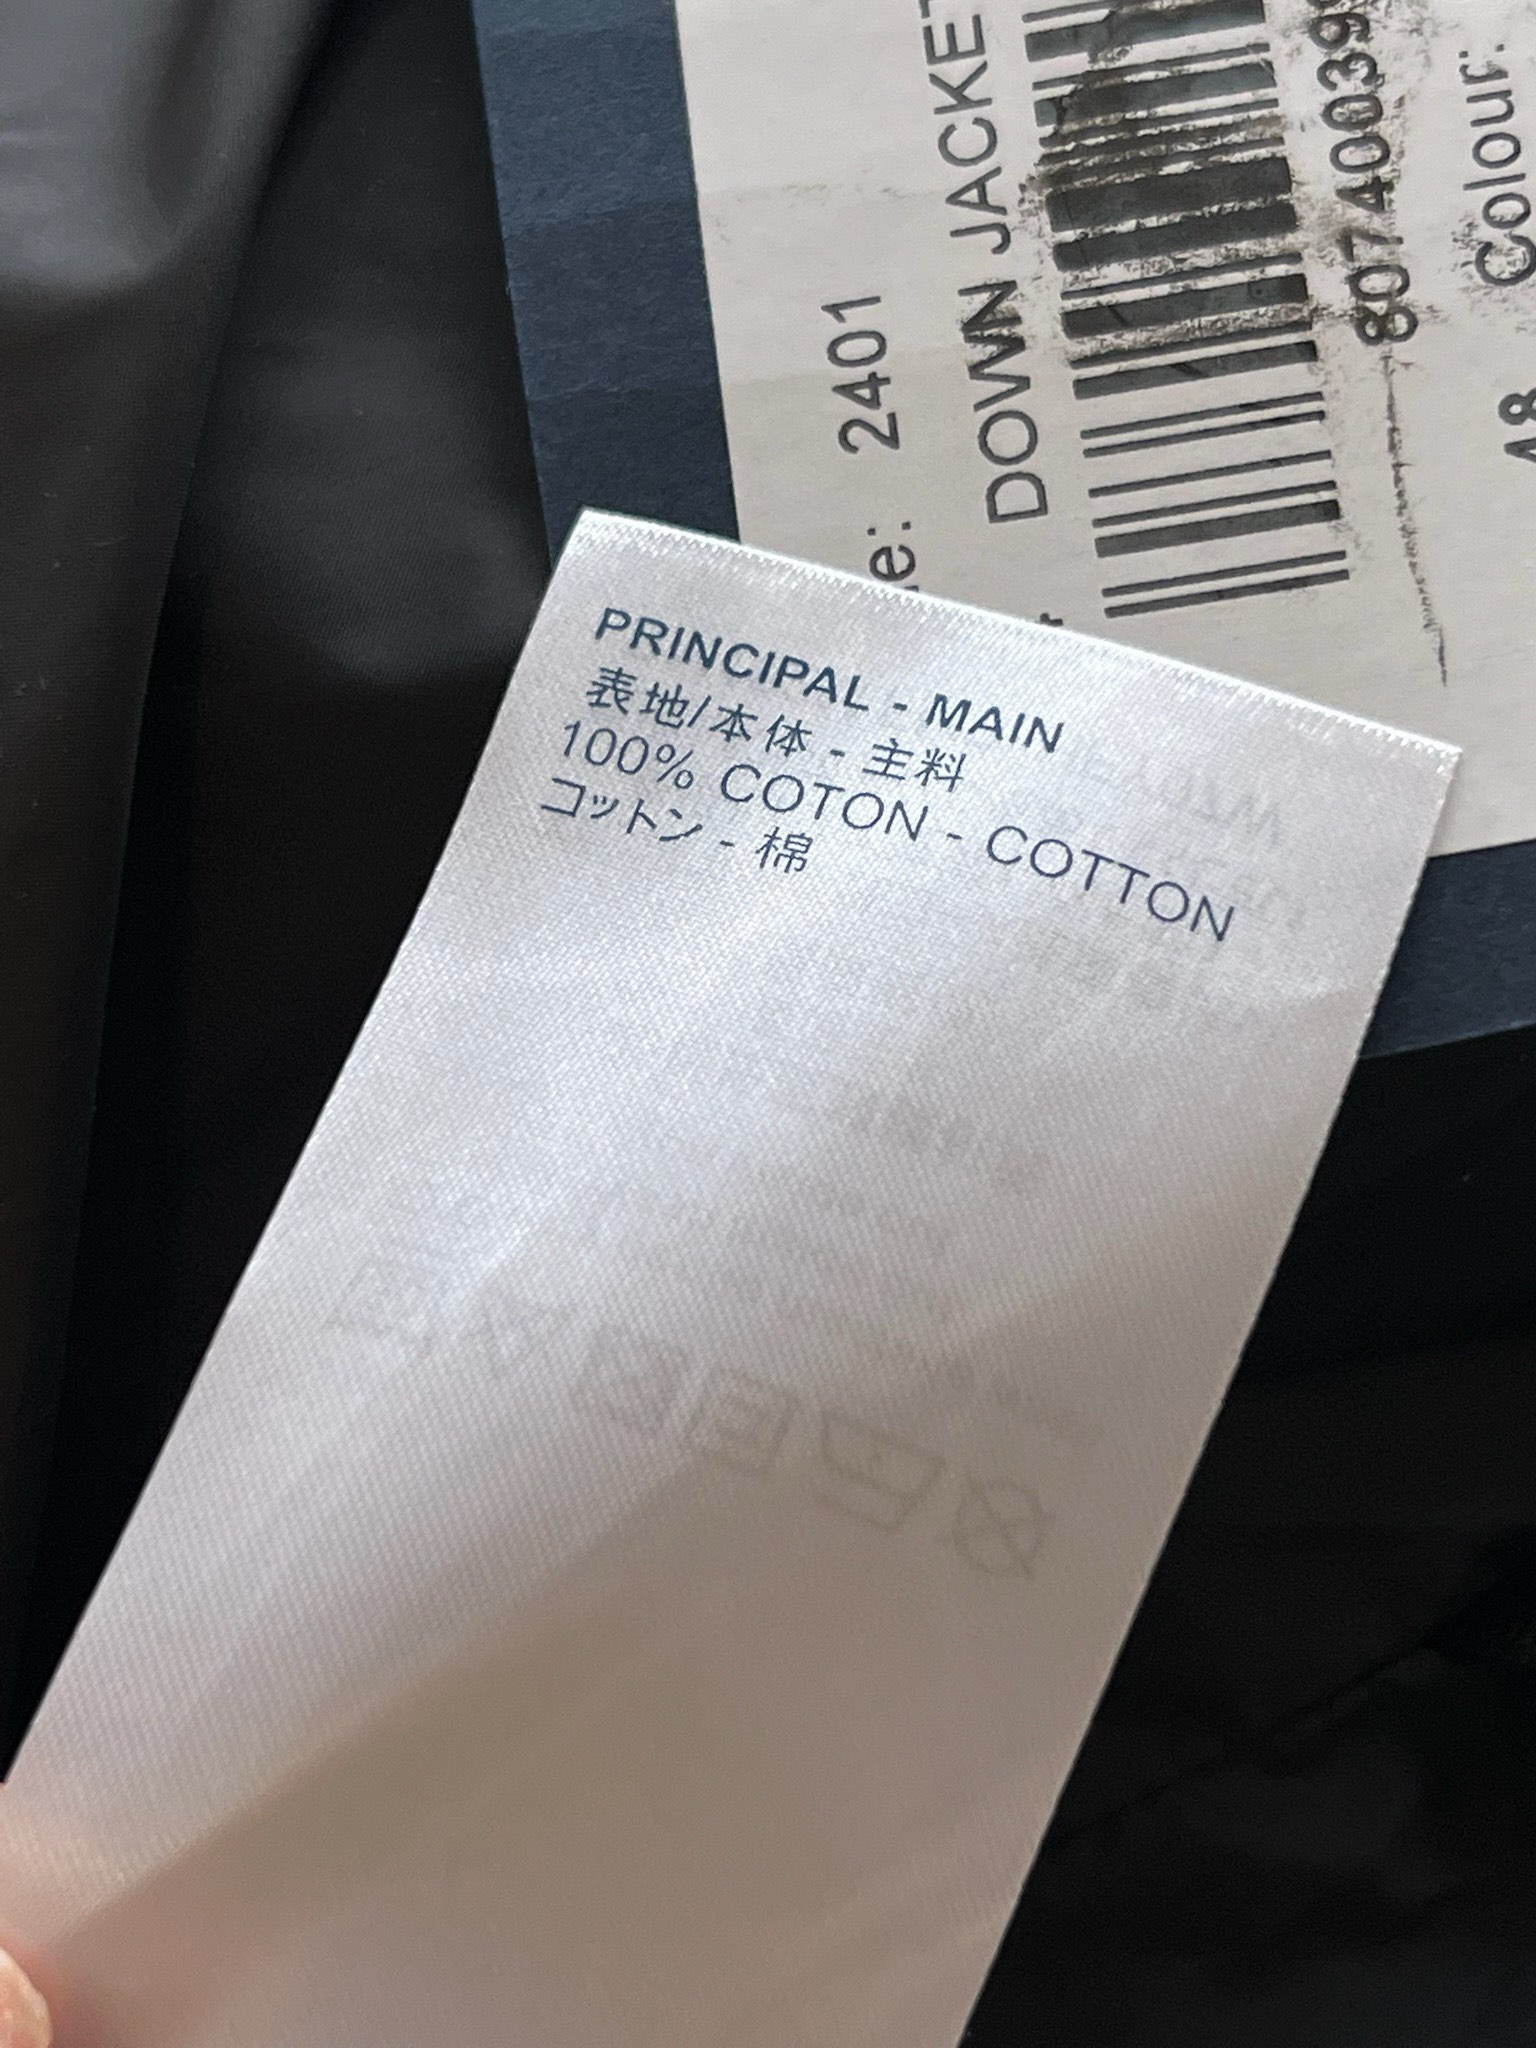 PRINCIPAL - MAIN
表地/本体 - 主料
100% COTON - COTTON
コットン - 棉
2401
DOWN JACKET
Colour:
48